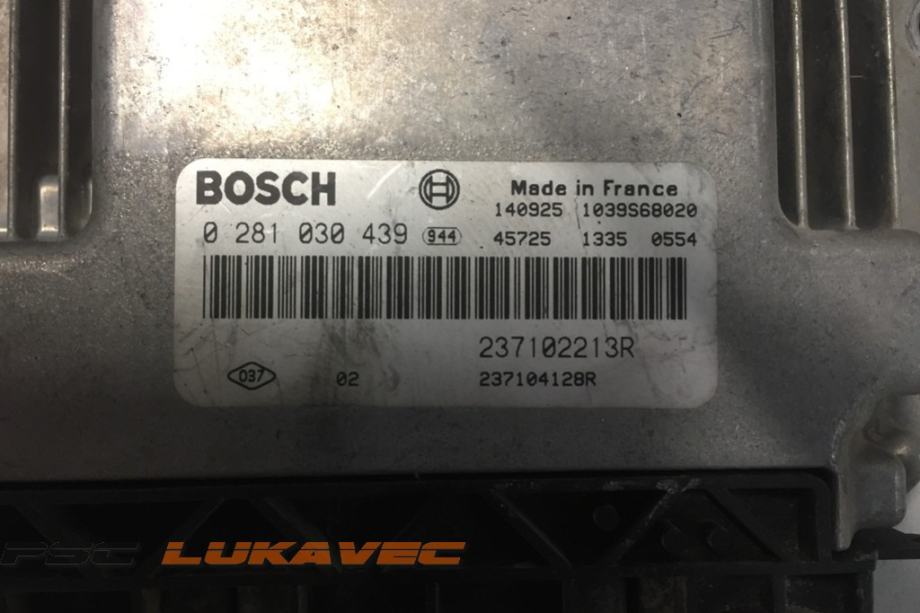 BOSCH Made in France
140925 1039S68020
0 281 030 439 944 45725 1335 0554
237102213R
037 02 237104128R
PSC LUKAVEC